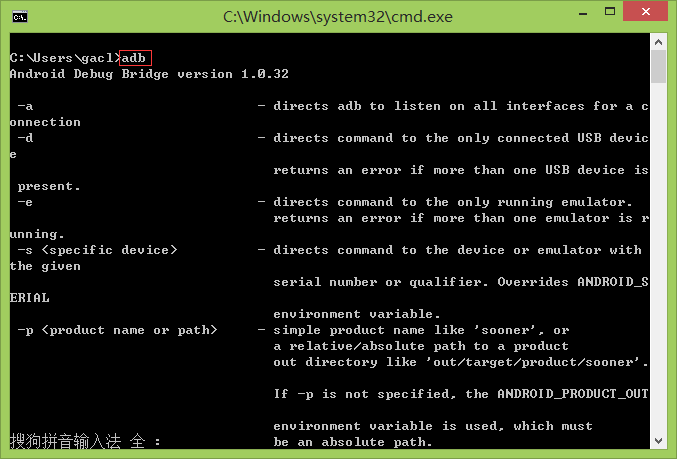 C:\Windows\system32\cmd.exe
C:\Users\gacl>adb
Android Debug Bridge version 1.0.32
-a - directs adb to listen on all interfaces for a c
onnection
-d - directs command to the only connected USB devic
e
returns an error if more than one USB device is
present.
-e - directs command to the only running emulator.
returns an error if more than one emulator is r
unning.
-s <specific device> - directs command to the device or emulator with
the given
serial number or qualifier. Overrides ANDROID_S
ERIAL
environment variable.
-p <product name or path> - simple product name like 'sooner', or
a relative/absolute path to a product
out directory like 'out/target/product/sooner'.
If -p is not specified, the ANDROID_PRODUCT_OUT
environment variable is used, which must
搜狗拼音输入法 全 : be an absolute path.